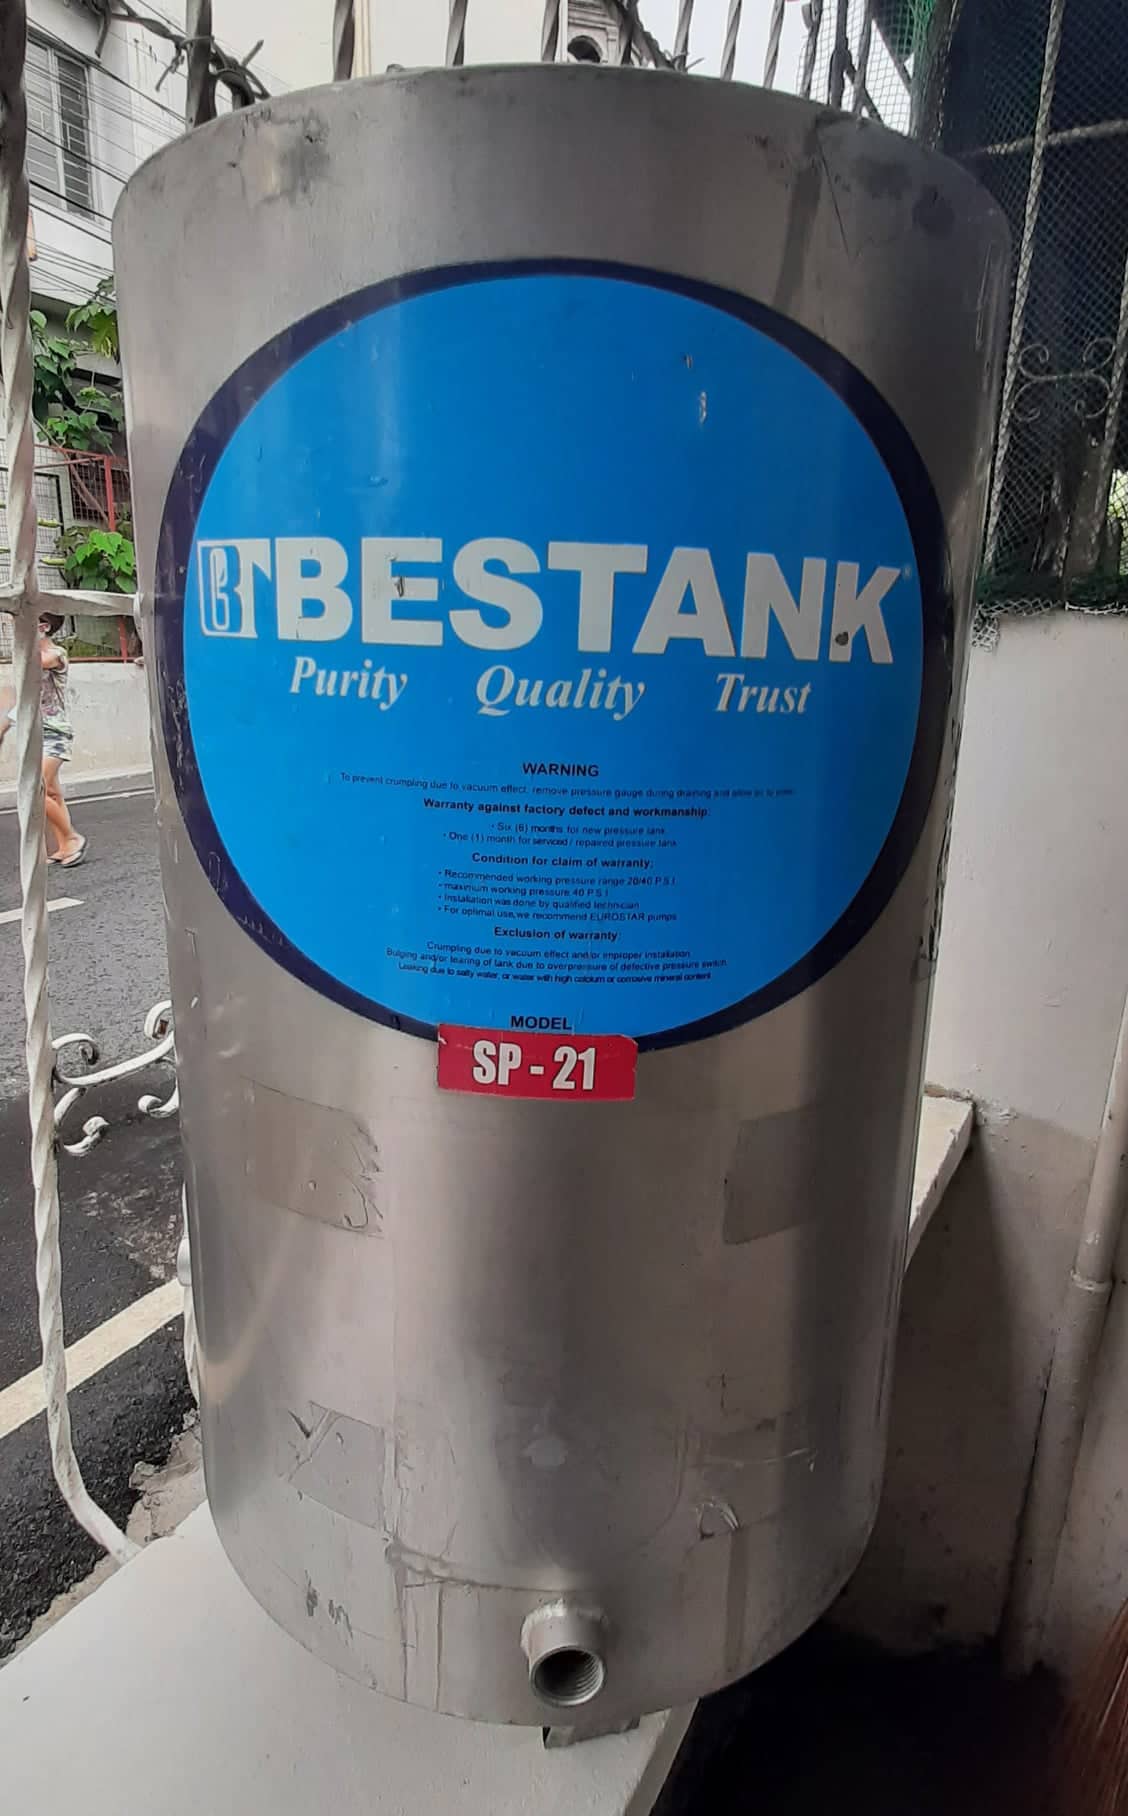 BT BESTANK®
Purity Quality Trust
WARNING
To prevent crumpling due to vacuum effect, remove pressure gauge during draining and allow air to enter
Warranty against factory defect and workmanship:
• Six (6) months for new pressure tank.
• One (1) month for serviced / repaired pressure tank
Condition for claim of warranty:
• Recommended working pressure range 20/40 P.S.I.
• maximum working pressure 40 P.S.I.
• Installation was done by qualified technician
• For optimal use, we recommend EUROSTAR pumps
Exclusion of warranty:
Crumpling due to vacuum effect and/or improper installation
Bulging and/or tearing of tank due to overpressure of defective pressure switch
Leaking due to salty water, or water with high calcium or corrosive mineral content
MODEL
SP - 21